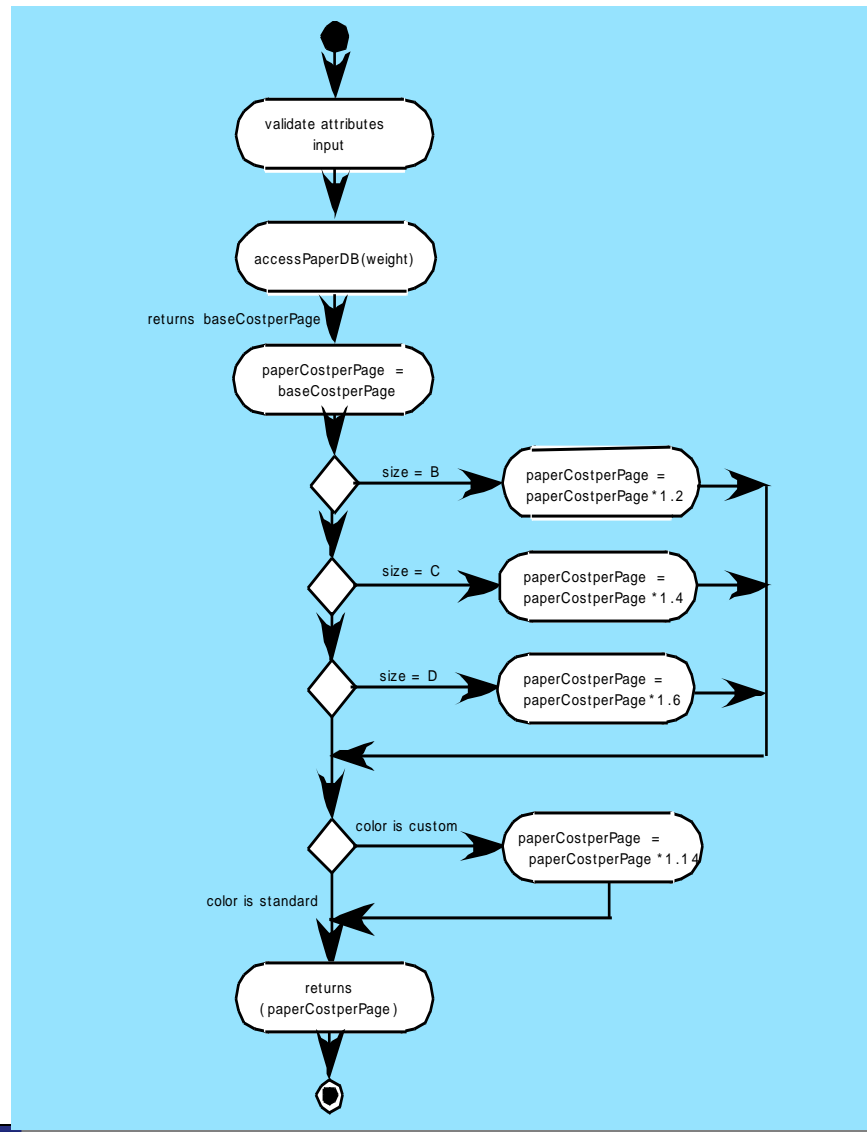 validate attributes
input
accessPaperDB(weight)
returns baseCostperPage
paperCostperPage =
baseCostperPage
size = B
paperCostperPage =
paperCostperPage*1.2
size = C
paperCostperPage =
paperCostperPage *1.4
size = D
paperCostperPage =
paperCostperPage*1.6
color is custom
paperCostperPage =
paperCostperPage *1.14
color is standard
returns
(paperCostperPage)